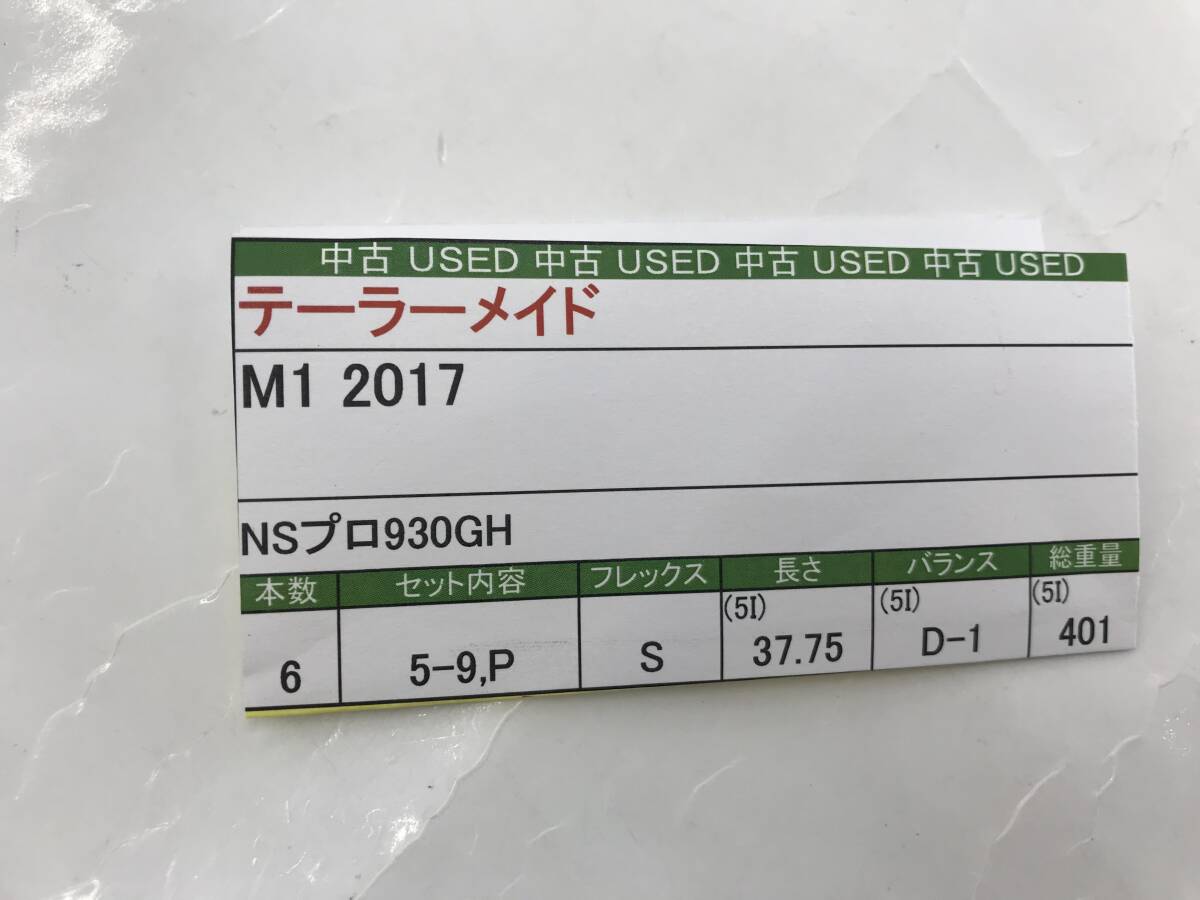 中古 USED 中古 USED 中古 USED 中古 USED
テーラーメイド
M1 2017
NSプロ930GH
本数 セット内容 フレックス 長さ バランス 総重量
(5I) (5I) (5I)
6 5-9,P S 37.75 D-1 401